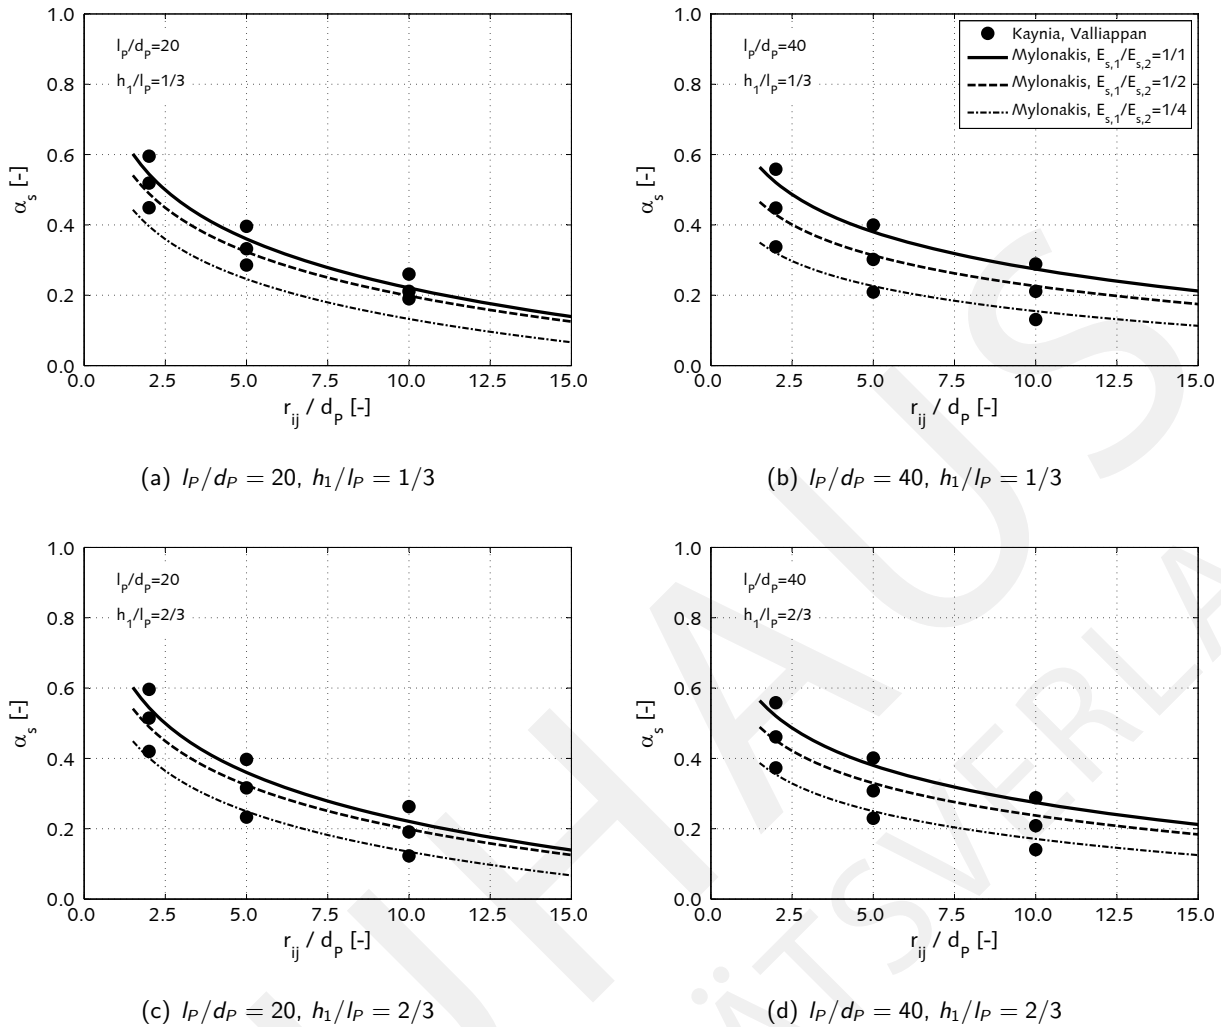 1.0
0.8
0.6
0.4
0.2
0.0
α_s [-]
l_P/d_P=20
h_1/l_P=1/3
0.0 2.5 5.0 7.5 10.0 12.5 15.0
r_ij / d_P [-]
(a) l_P/d_P = 20, h_1/l_P = 1/3
1.0
0.8
0.6
0.4
0.2
0.0
α_s [-]
l_P/d_P=40
h_1/l_P=1/3
Kaynia, Valliappan
Mylonakis, E_s,1/E_s,2=1/1
Mylonakis, E_s,1/E_s,2=1/2
Mylonakis, E_s,1/E_s,2=1/4
0.0 2.5 5.0 7.5 10.0 12.5 15.0
r_ij / d_P [-]
(b) l_P/d_P = 40, h_1/l_P = 1/3
1.0
0.8
0.6
0.4
0.2
0.0
α_s [-]
l_P/d_P=20
h_1/l_P=2/3
0.0 2.5 5.0 7.5 10.0 12.5 15.0
r_ij / d_P [-]
(c) l_P/d_P = 20, h_1/l_P = 2/3
1.0
0.8
0.6
0.4
0.2
0.0
α_s [-]
l_P/d_P=40
h_1/l_P=2/3
0.0 2.5 5.0 7.5 10.0 12.5 15.0
r_ij / d_P [-]
(d) l_P/d_P = 40, h_1/l_P = 2/3
UHAUS
ÄTSVERLA